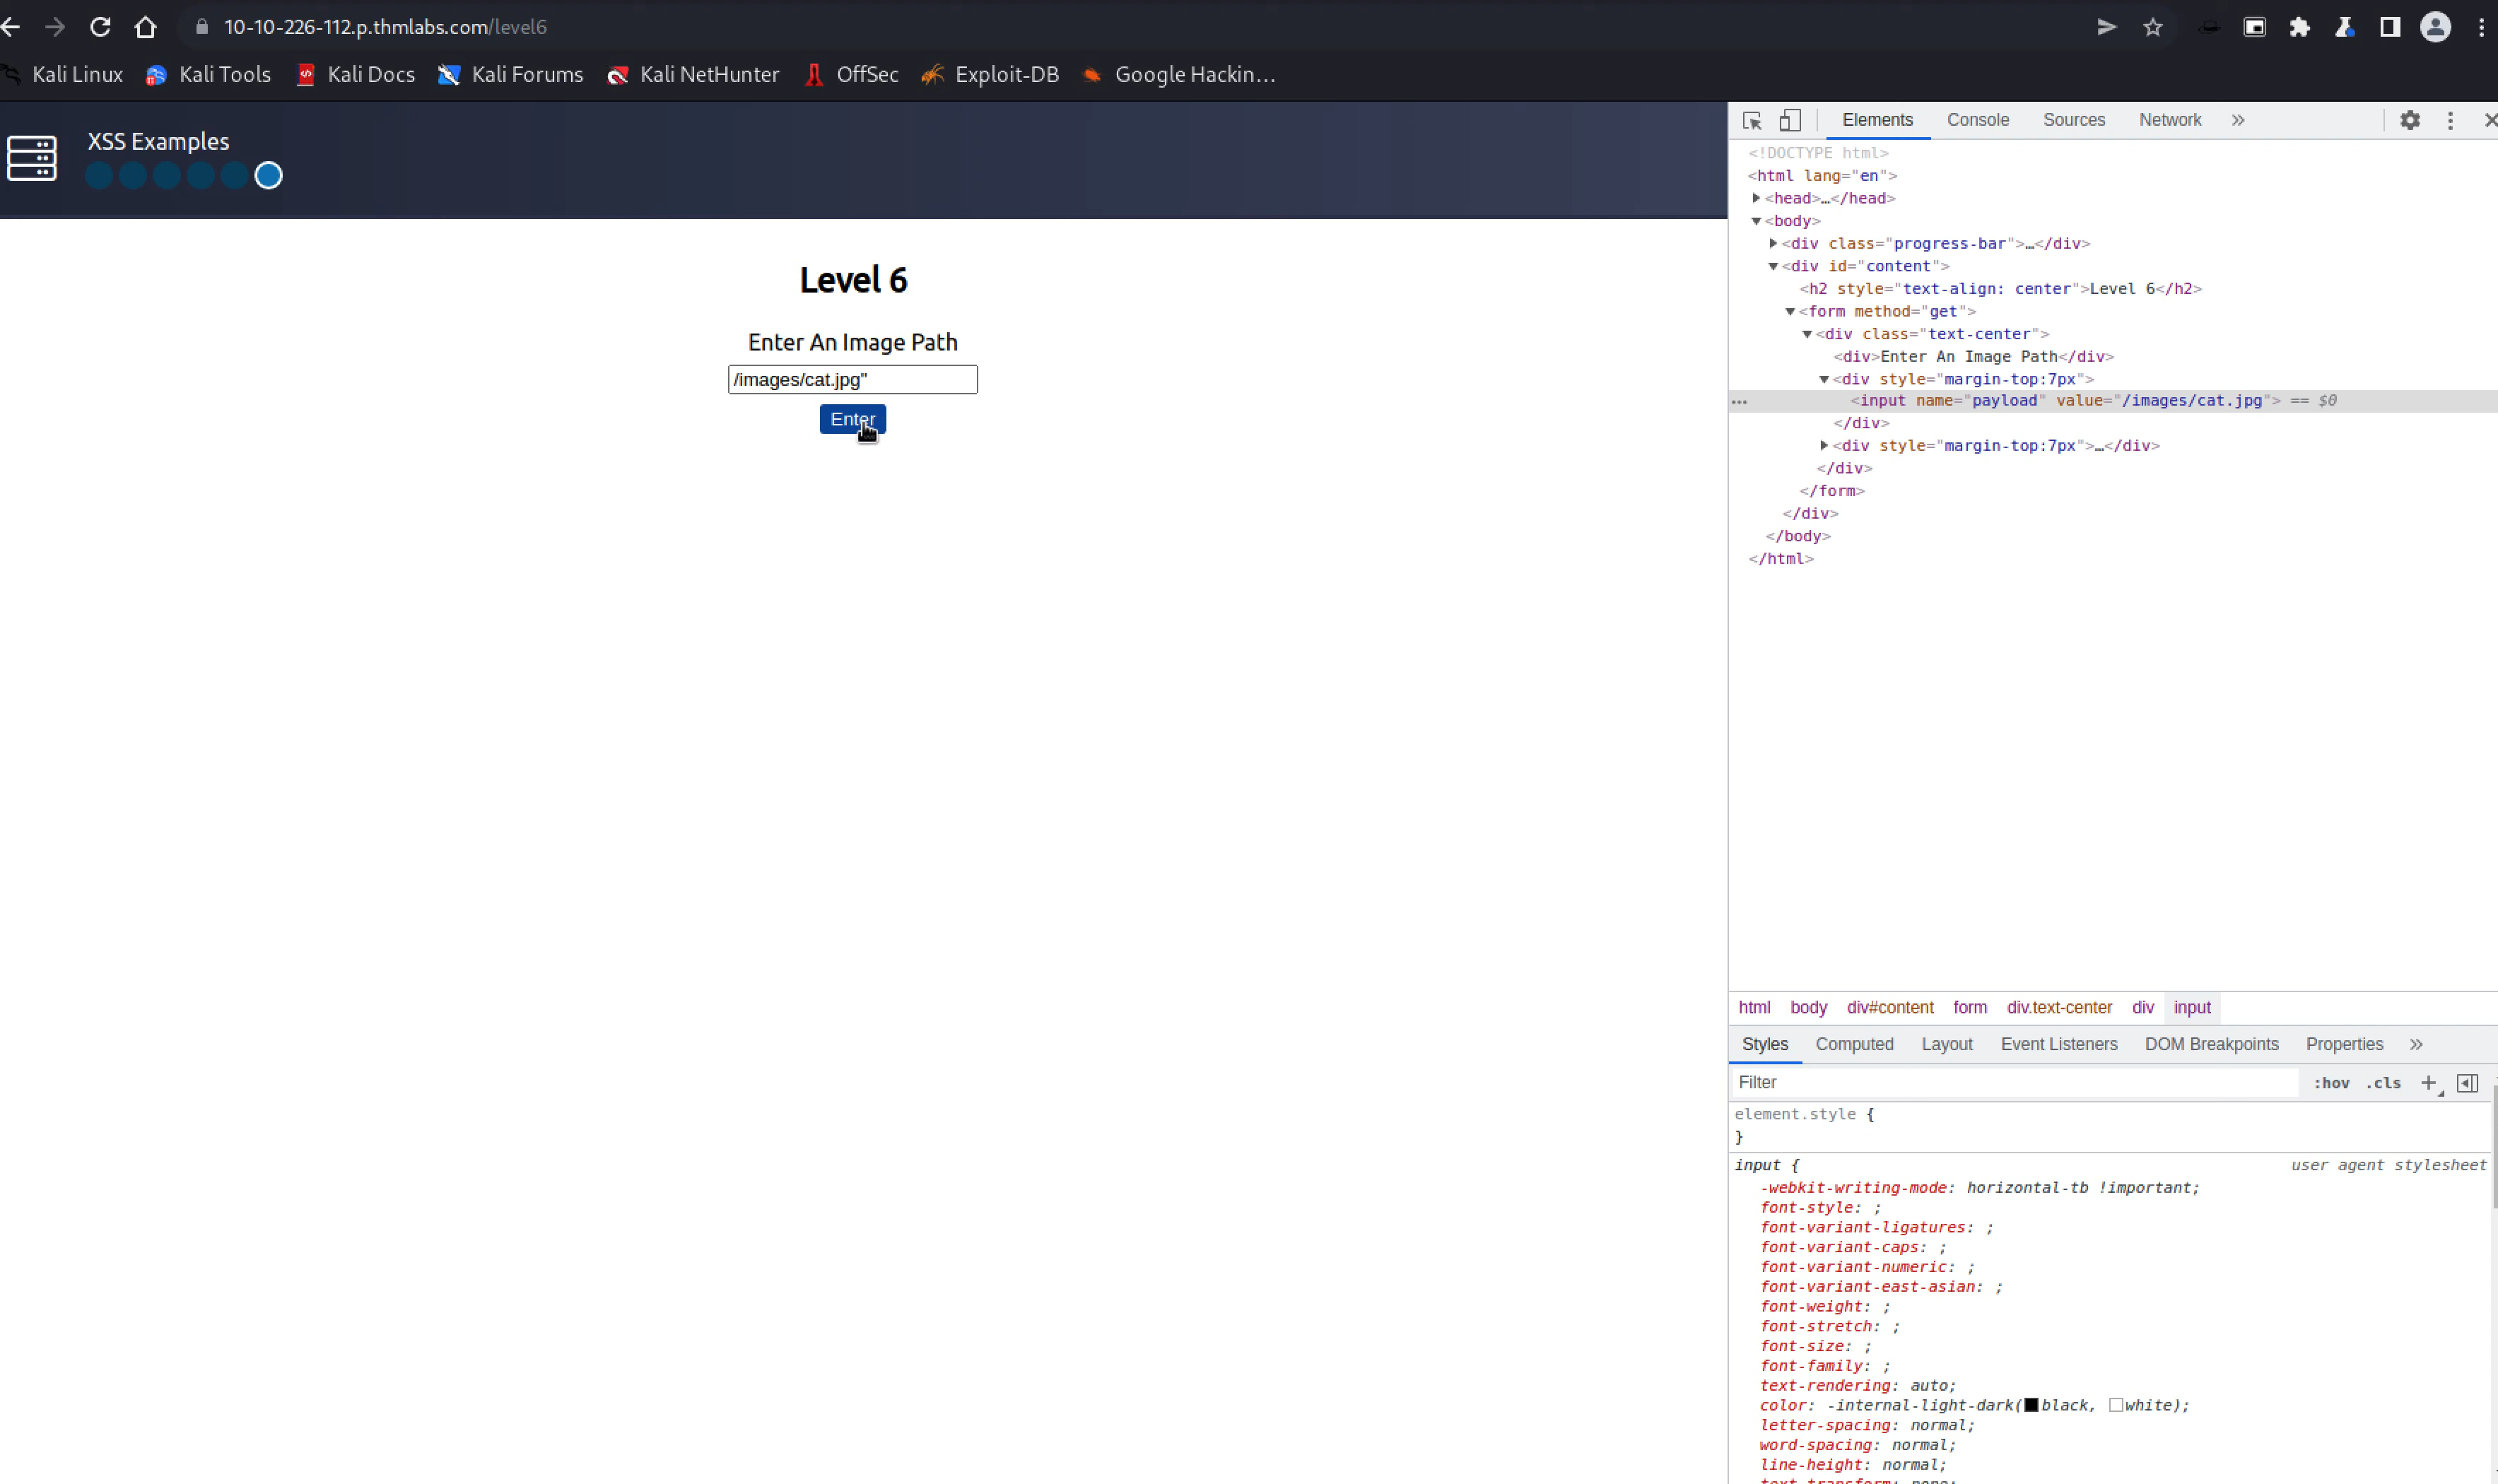 10-10-226-112.p.thmlabs.com/level6
Kali Linux Kali Tools Kali Docs Kali Forums Kali NetHunter OffSec Exploit-DB Google Hackin…
XSS Examples
Level 6
Enter An Image Path
/images/cat.jpg"
Enter
Elements Console Sources Network »
<!DOCTYPE html>
<html lang="en">
<head>…</head>
<body>
<div class="progress-bar">…</div>
<div id="content">
<h2 style="text-align: center">Level 6</h2>
<form method="get">
<div class="text-center">
<div>Enter An Image Path</div>
<div style="margin-top:7px">
<input name="payload" value="/images/cat.jpg"> == $0
</div>
<div style="margin-top:7px">…</div>
</div>
</form>
</div>
</body>
</html>
html body div#content form div.text-center div input
Styles Computed Layout Event Listeners DOM Breakpoints Properties »
Filter :hov .cls +
element.style {
}
input { user agent stylesheet
-webkit-writing-mode: horizontal-tb !important;
font-style: ;
font-variant-ligatures: ;
font-variant-caps: ;
font-variant-numeric: ;
font-variant-east-asian: ;
font-weight: ;
font-stretch: ;
font-size: ;
font-family: ;
text-rendering: auto;
color: -internal-light-dark(black, white);
letter-spacing: normal;
word-spacing: normal;
line-height: normal;